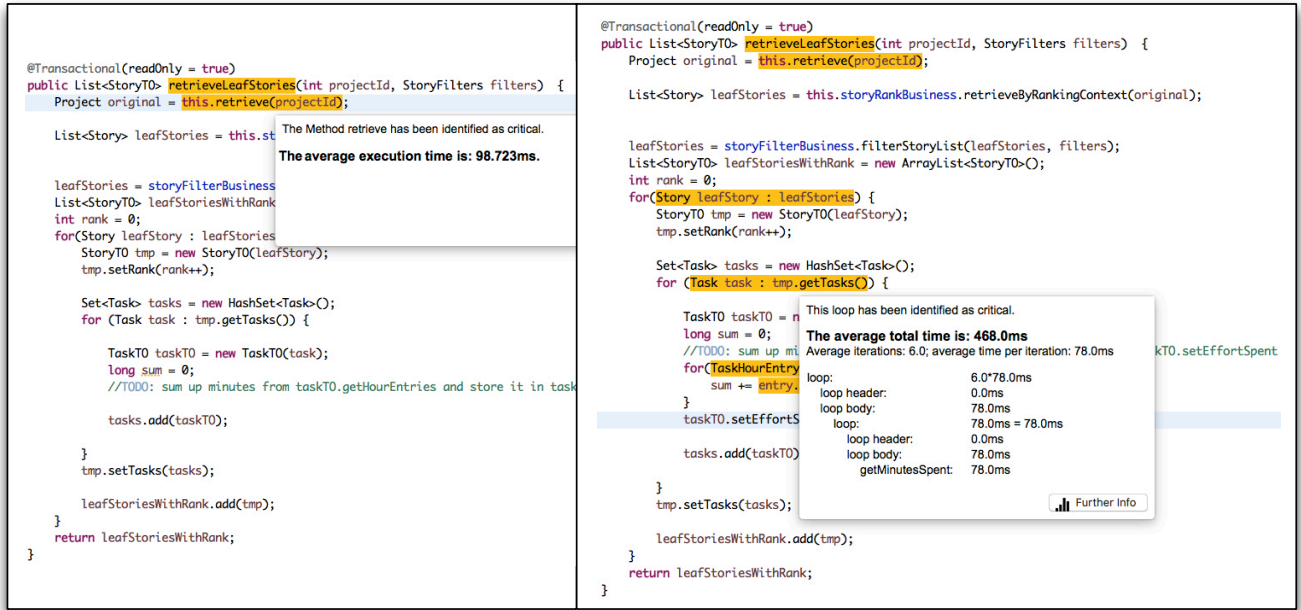 @Transactional(readOnly = true)
public List<StoryTO> retrieveLeafStories(int projectId, StoryFilters filters) {
Project original = this.retrieve(projectId);
List<Story> leafStories = this.st
leafStories = storyFilterBusiness
List<StoryTO> leafStoriesWithRank
int rank = 0;
for(Story leafStory : leafStories
StoryTO tmp = new StoryTO(leafStory);
tmp.setRank(rank++);
Set<Task> tasks = new HashSet<Task>();
for (Task task : tmp.getTasks()) {
TaskTO taskTO = new TaskTO(task);
long sum = 0;
//TODO: sum up minutes from taskTO.getHourEntries and store it in task
tasks.add(taskTO);
}
tmp.setTasks(tasks);
leafStoriesWithRank.add(tmp);
}
return leafStoriesWithRank;
}
The Method retrieve has been identified as critical.
The average execution time is: 98.723ms.
@Transactional(readOnly = true)
public List<StoryTO> retrieveLeafStories(int projectId, StoryFilters filters) {
Project original = this.retrieve(projectId);
List<Story> leafStories = this.storyRankBusiness.retrieveByRankingContext(original);
leafStories = storyFilterBusiness.filterStoryList(leafStories, filters);
List<StoryTO> leafStoriesWithRank = new ArrayList<StoryTO>();
int rank = 0;
for(Story leafStory : leafStories) {
StoryTO tmp = new StoryTO(leafStory);
tmp.setRank(rank++);
Set<Task> tasks = new HashSet<Task>();
for (Task task : tmp.getTasks()) {
TaskTO taskTO = n
long sum = 0;
//TODO: sum up mi kTO.setEffortSpent
for(TaskHourEntry
sum += entry.
}
taskTO.setEffortS
tasks.add(taskTO)
}
tmp.setTasks(tasks);
leafStoriesWithRank.add(tmp);
}
return leafStoriesWithRank;
}
This loop has been identified as critical.
The average total time is: 468.0ms
Average iterations: 6.0; average time per iteration: 78.0ms
loop: 6.0*78.0ms
loop header: 0.0ms
loop body: 78.0ms
loop: 78.0ms = 78.0ms
loop header: 0.0ms
loop body: 78.0ms
getMinutesSpent: 78.0ms
Further Info